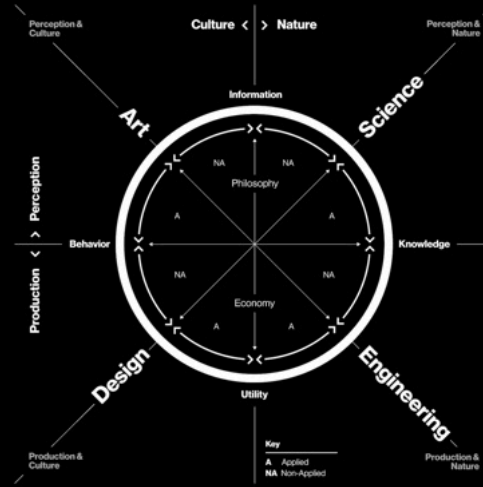 Perception &
Culture
Culture < > Nature
Perception &
Nature
Information
Art
Science
NA
NA
Philosophy
Production < > Perception
A
A
Behavior
Knowledge
NA
NA
Economy
A
A
Design
Engineering
Utility
Production &
Culture
Key
A Applied
NA Non-Applied
Production &
Nature